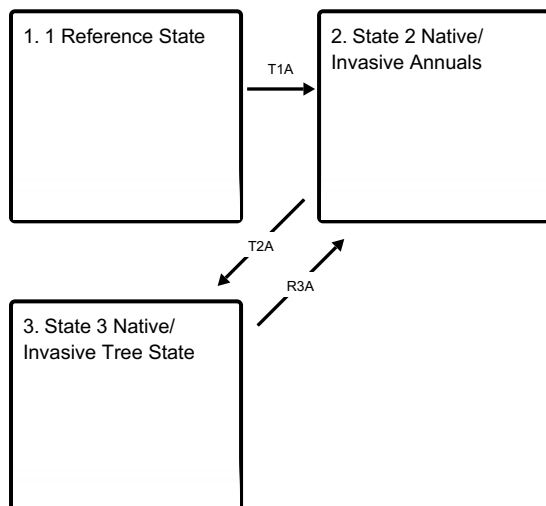 1. 1 Reference State
T1A
2. State 2 Native/
Invasive Annuals
T2A
R3A
3. State 3 Native/
Invasive Tree State